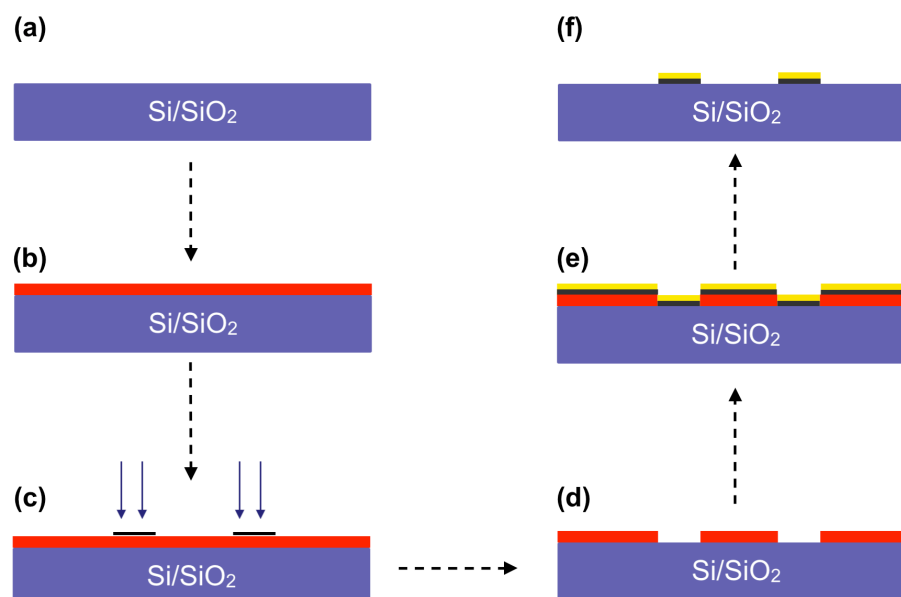 (a)
Si/SiO₂
(b)
Si/SiO₂
(c)
Si/SiO₂
(d)
Si/SiO₂
(e)
Si/SiO₂
(f)
Si/SiO₂